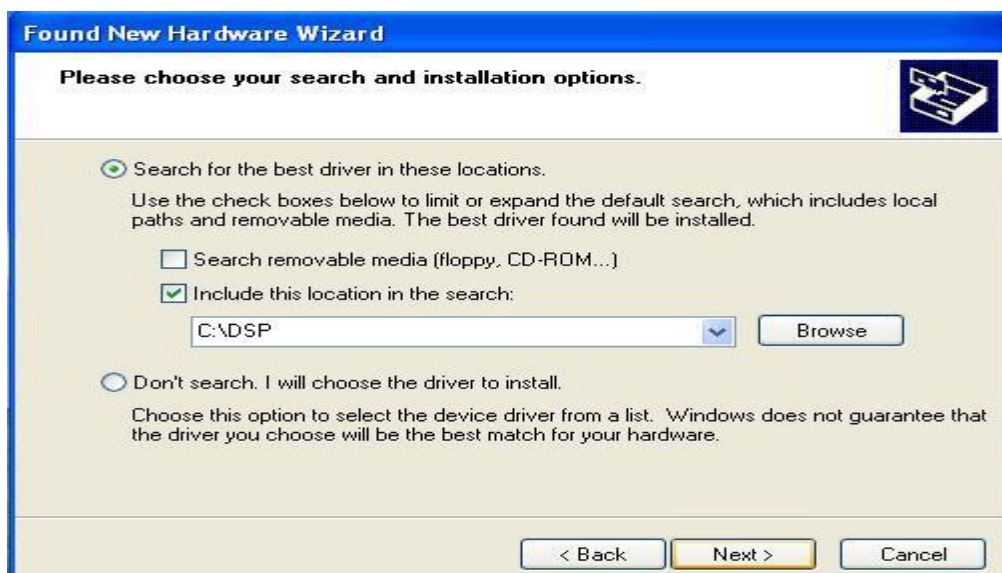 Found New Hardware Wizard
Please choose your search and installation options.
Search for the best driver in these locations.
Use the check boxes below to limit or expand the default search, which includes local
paths and removable media. The best driver found will be installed.
Search removable media (floppy, CD-ROM...)
Include this location in the search:
C:\DSP
Browse
Don't search. I will choose the driver to install.
Choose this option to select the device driver from a list. Windows does not guarantee that
the driver you choose will be the best match for your hardware.
< Back
Next >
Cancel